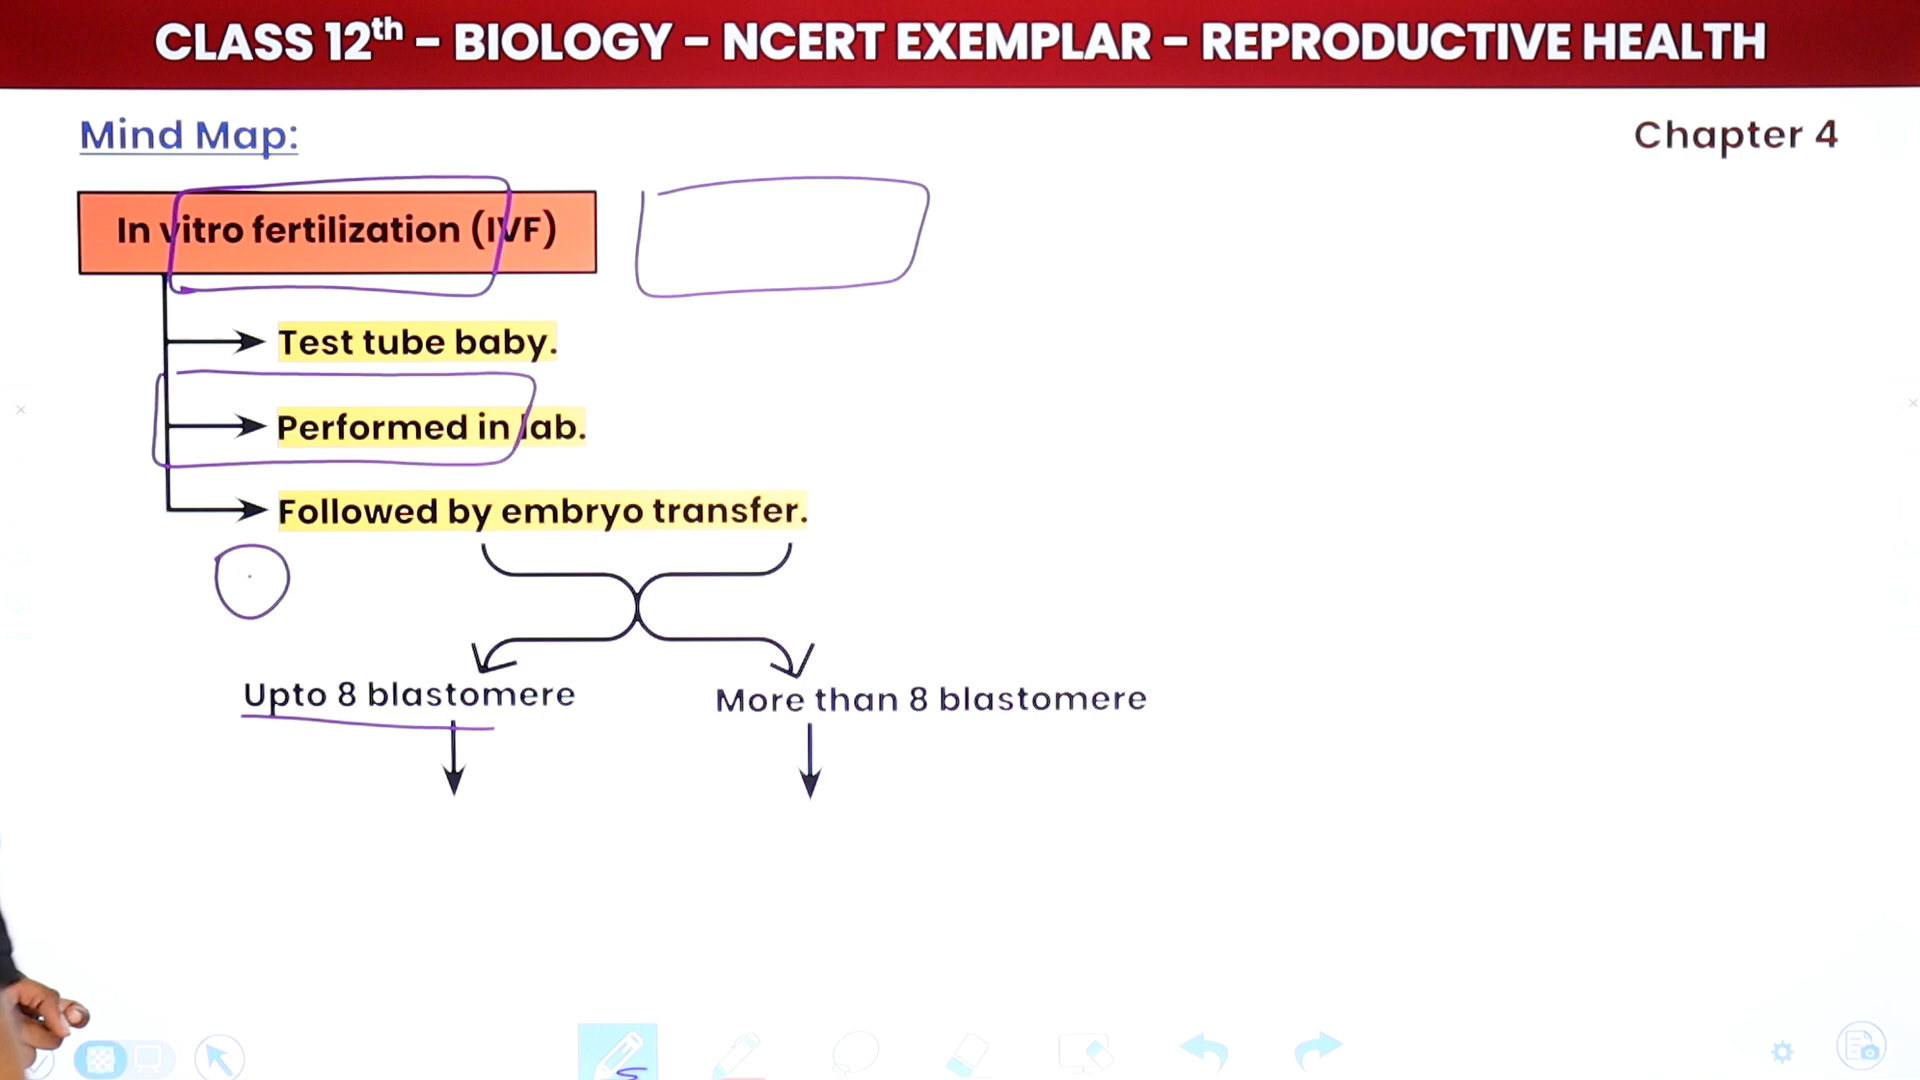 CLASS 12th - BIOLOGY - NCERT EXEMPLAR - REPRODUCTIVE HEALTH
Mind Map:
Chapter 4
In vitro fertilization (IVF)
Test tube baby.
Performed in lab.
Followed by embryo transfer.
Upto 8 blastomere
More than 8 blastomere